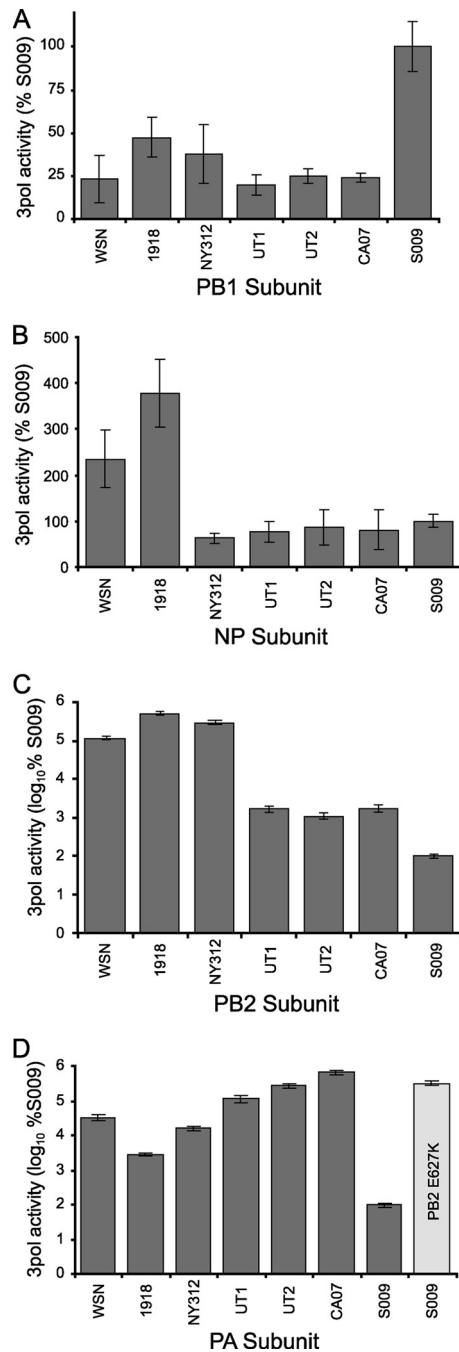 A
3pol activity (% S009)
100
75
50
25
0
WSN
1918
NY312
UT1
UT2
CA07
S009
PB1 Subunit
B
3pol activity (% S009)
500
400
300
200
100
0
WSN
1918
NY312
UT1
UT2
CA07
S009
NP Subunit
C
3pol activity (log10% S009)
6
5
4
3
2
1
0
WSN
1918
NY312
UT1
UT2
CA07
S009
PB2 Subunit
D
3pol activity (log10 %S009)
6
5
4
3
2
1
0
PB2 E627K
WSN
1918
NY312
UT1
UT2
CA07
S009
S009
PA Subunit